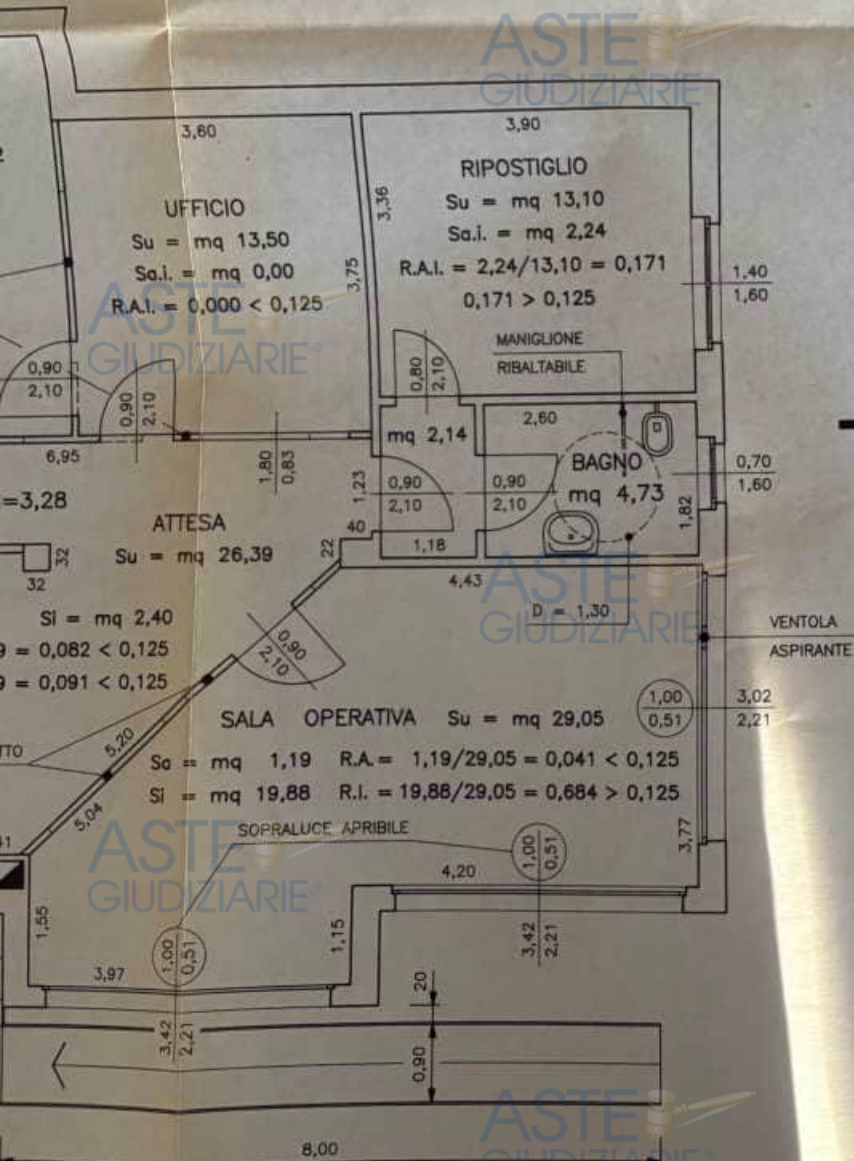 ASTE
GIUDIZIARIE
3,60
3,90
RIPOSTIGLIO
UFFICIO
Su = mq 13,10
Su = mq 13,50
Sa.i. = mq 2,24
Sa.i. = mq 0,00
R.A.I. = 2,24/13,10 = 0,171
R.A.I. = 0,000 < 0,125
0,171 > 0,125
3,36
3,75
1,40
1,60
ASTE
GIUDIZIARIE®
MANIGLIONE
RIBALTABILE
0,90
2,10
0,90
2,10
0,80
2,10
2,60
mq 2,14
BAGNO
mq 4,73
0,70
1,60
6,95
1,80
0,83
1,23
0,90
2,10
0,90
2,10
1,82
=3,28
ATTESA
Su = mq 26,39
40
22
1,18
32
32
4,43
ASTE
GIUDIZIARIE
D = 1,30
Si = mq 2,40
9 = 0,082 < 0,125
9 = 0,091 < 0,125
0,90
2,10
VENTOLA
ASPIRANTE
1,00
0,51
3,02
2,21
SALA OPERATIVA Su = mq 29,05
TTO
5,20
5,04
Sa = mq 1,19 R.A. = 1,19/29,05 = 0,041 < 0,125
Si = mq 19,88 R.I. = 19,88/29,05 = 0,684 > 0,125
SOPRALUCE APRIBILE
41
ASTE
GIUDIZIARIE®
1,00
0,51
3,77
4,20
1,55
1,15
3,42
2,21
1,00
0,51
3,97
20
3,42
2,21
0,90
ASTE
GIUDIZIARIE®
8,00